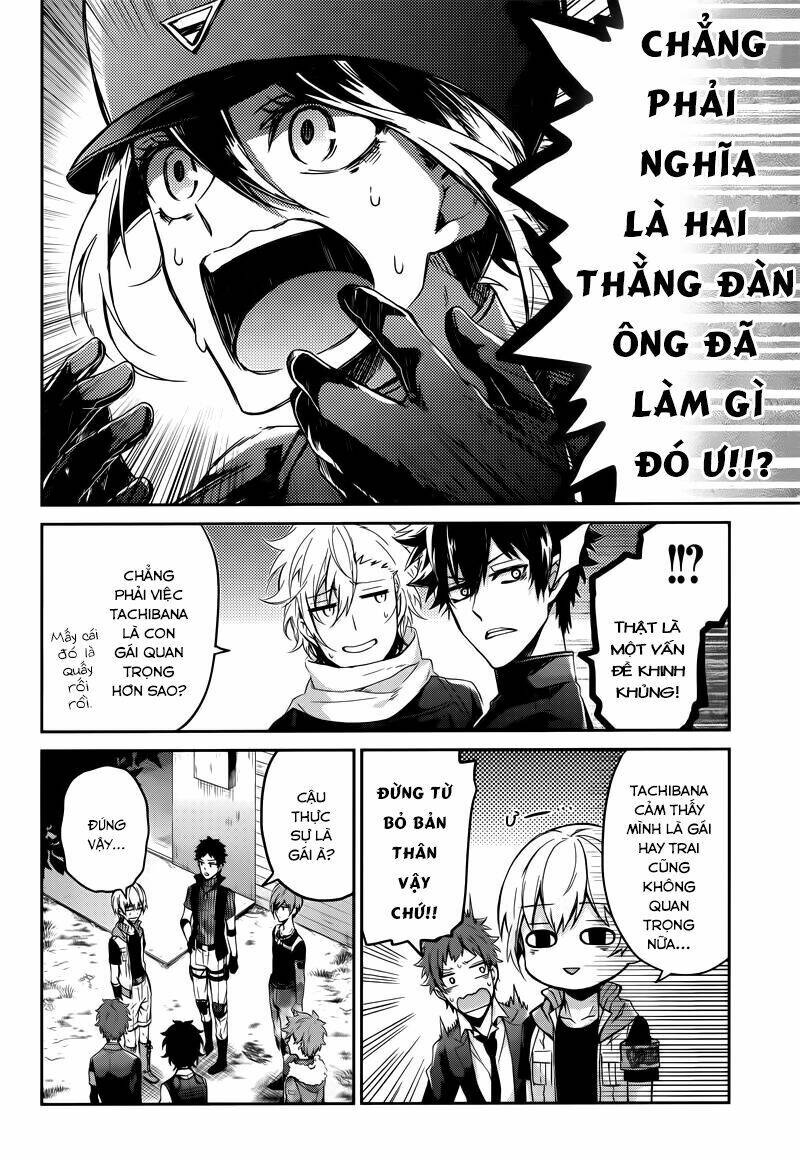 CHẲNG
PHẢI
NGHĨA
LÀ HAI
THẰNG ĐÀN
ÔNG ĐÃ
LÀM GÌ
ĐÓ Ư!!?
!!?
THẬT LÀ
MỘT VẤN
ĐỀ KHINH
KHỦNG!
CHẲNG
PHẢI VIỆC
TACHIBANA
LÀ CON
GÁI QUAN
TRỌNG
HƠN SAO?
Mấy cái
đó là
quấy
rối
rồi.
TACHIBANA
CẢM THẤY
MÌNH LÀ GÁI
HAY TRAI
CŨNG
KHÔNG
QUAN
TRỌNG
NỮA...
Ừ
ĐỪNG TỪ
BỎ BẢN
THÂN
VẬY
CHỨ!!
CẬU
THỰC
SỰ LÀ
GÁI À?
ĐÚNG
VẬY...